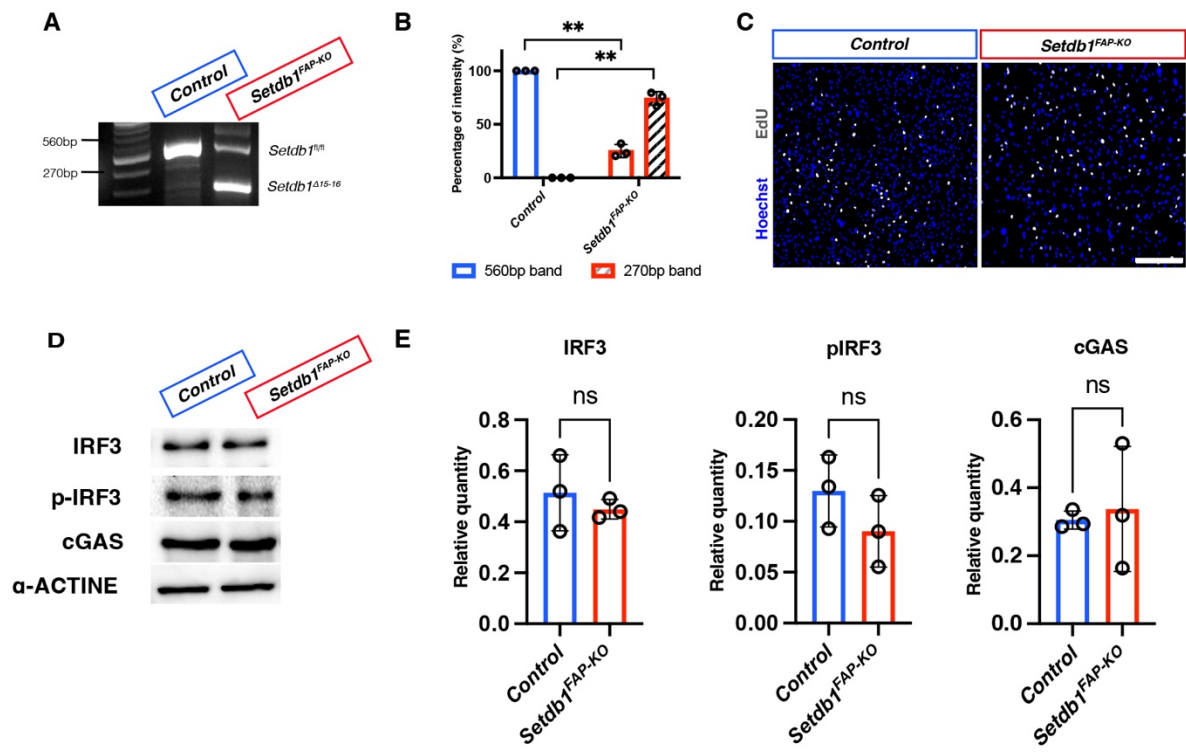 A
Control
Setdb1FAP-KO
560bp
270bp
Setdb1fl/fl
Setdb1Δ15-16
B
**
**
Percentage of intensity (%)
100
50
0
Control
Setdb1FAP-KO
560bp band
270bp band
C
Control
Setdb1FAP-KO
Hoechst EdU
D
Control
Setdb1FAP-KO
IRF3
p-IRF3
cGAS
α-ACTINE
E
IRF3
ns
Relative quantity
0.8
0.6
0.4
0.2
0.0
Control
Setdb1FAP-KO
pIRF3
ns
Relative quantity
0.20
0.15
0.10
0.05
0.00
Control
Setdb1FAP-KO
cGAS
ns
Relative quantity
0.6
0.4
0.2
0.0
Control
Setdb1FAP-KO